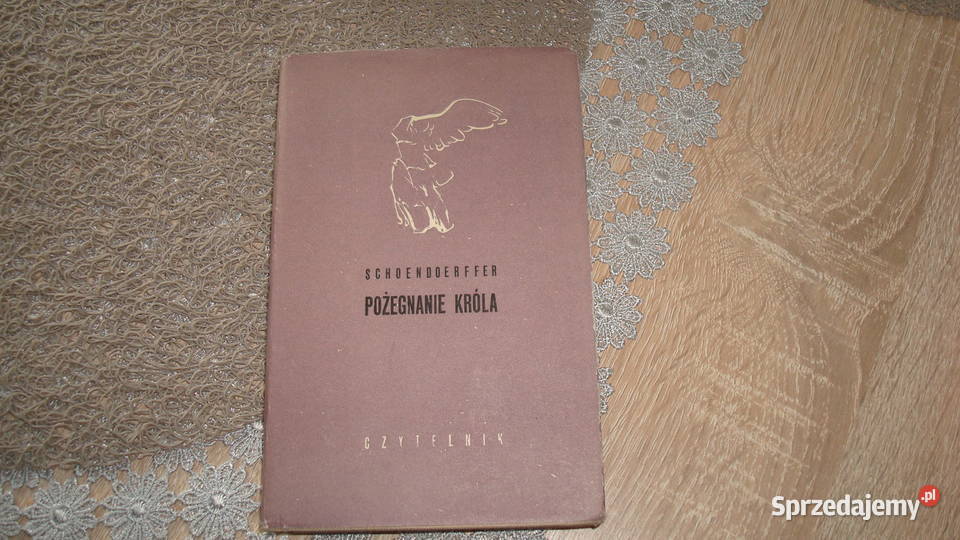 SCHOENDOERFFER
POŻEGNANIE KRÓLA
CZYTELNIK
Sprzedajemy.pl